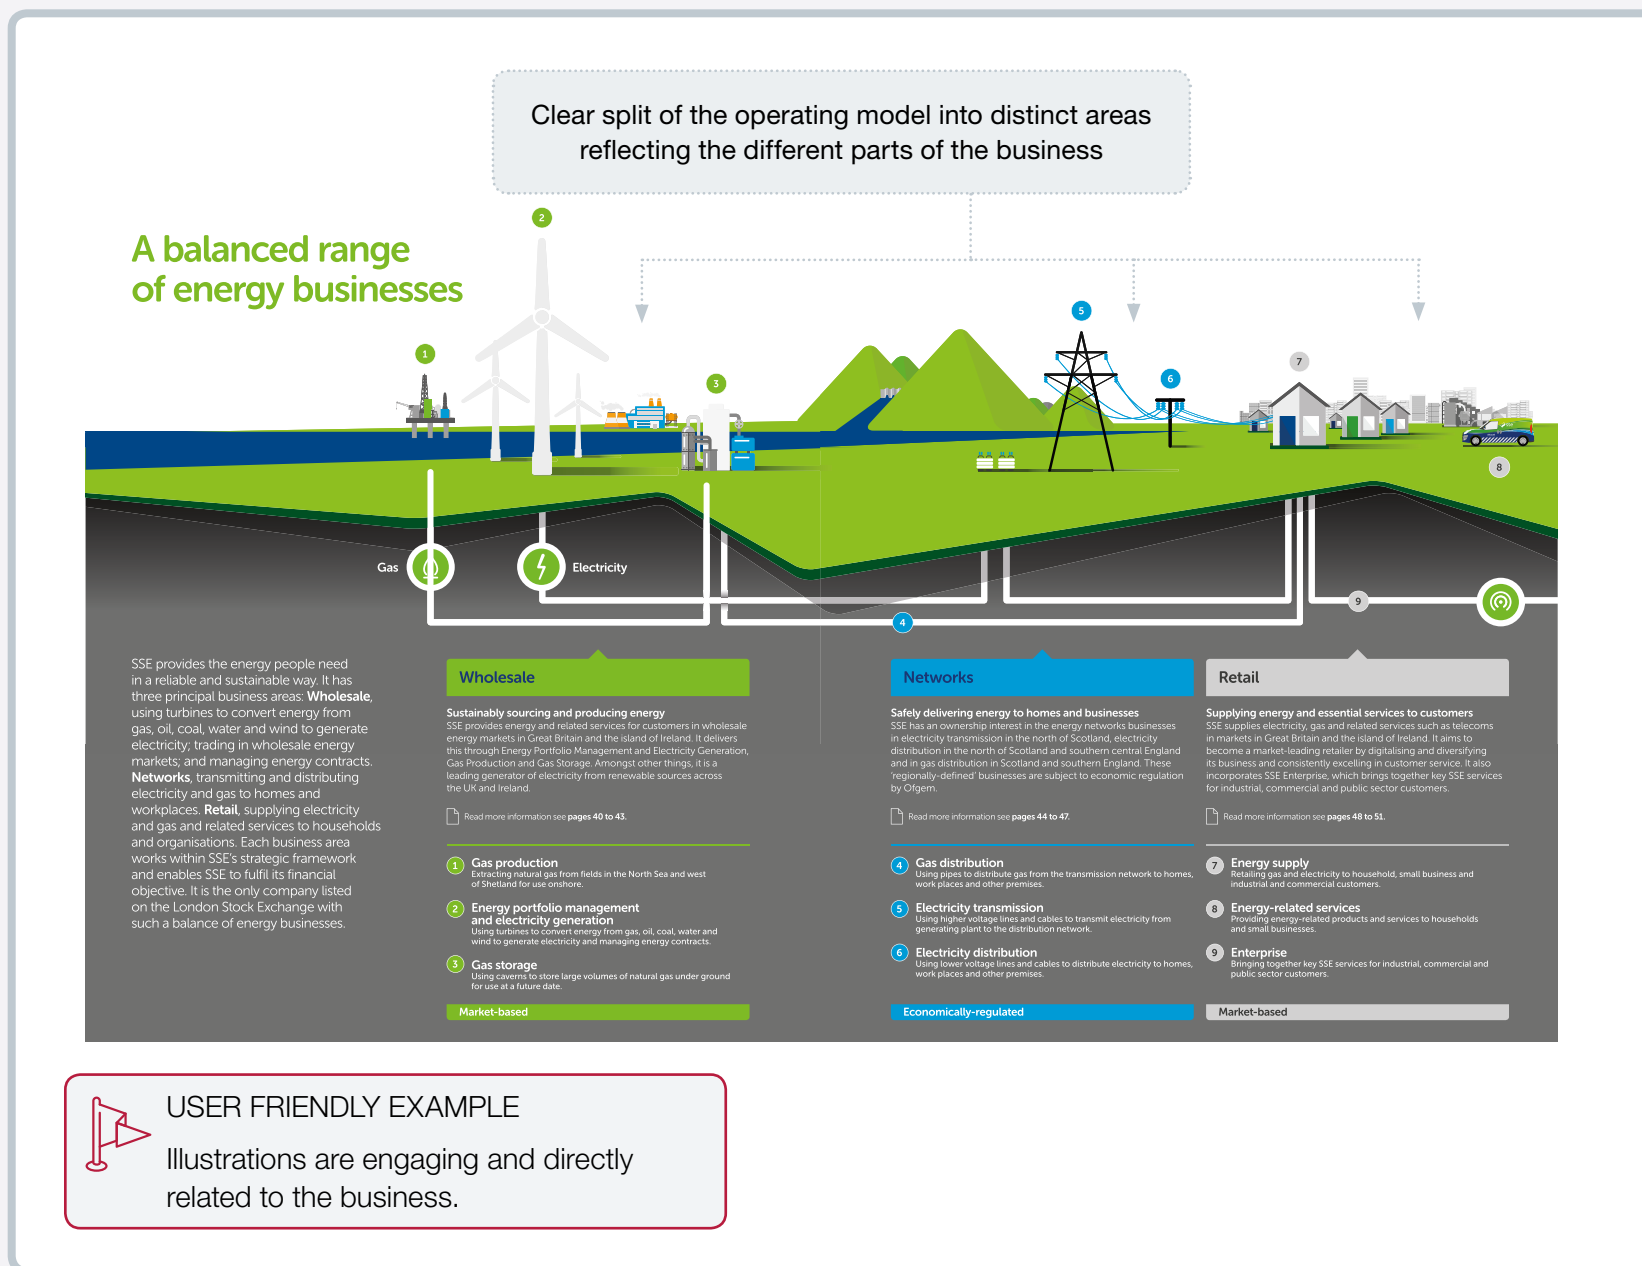 Clear split of the operating model into distinct areas
reflecting the different parts of the business
A balanced range
of energy businesses
1
2
3
5
6
7
8
Gas
Electricity
4
9
SSE provides the energy people need
in a reliable and sustainable way. It has
three principal business areas: Wholesale,
using turbines to convert energy from
gas, oil, coal, water and wind to generate
electricity; trading in wholesale energy
markets; and managing energy contracts.
Networks, transmitting and distributing
electricity and gas to homes and
workplaces. Retail, supplying electricity
and gas and related services to households
and organisations. Each business area
works within SSE's strategic framework
and enables SSE to fulfil its financial
objective. It is the only company listed
on the London Stock Exchange with
such a balance of energy businesses.
Wholesale
Sustainably sourcing and producing energy
SSE provides energy and related services for customers in wholesale
energy markets in Great Britain and the island of Ireland. It delivers
this through Energy Portfolio Management and Electricity Generation,
Gas Production and Gas Storage. Amongst other things, it is a
leading generator of electricity from renewable sources across
the UK and Ireland.
Read more information see pages 40 to 43.
1 Gas production
Extracting natural gas from fields in the North Sea and west
of Shetland for use onshore.
2 Energy portfolio management
and electricity generation
Using turbines to convert energy from gas, oil, coal, water and
wind to generate electricity and managing energy contracts.
3 Gas storage
Using caverns to store large volumes of natural gas under ground
for use at a future date.
Market-based
Networks
Safely delivering energy to homes and businesses
SSE has an ownership interest in the energy networks businesses
in electricity transmission in the north of Scotland, electricity
distribution in the north of Scotland and southern central England
and in gas distribution in Scotland and southern England. These
'regionally-defined' businesses are subject to economic regulation
by Ofgem.
Read more information see pages 44 to 47.
4 Gas distribution
Using pipes to distribute gas from the transmission network to homes,
work places and other premises.
5 Electricity transmission
Using higher voltage lines and cables to transmit electricity from
generating plant to the distribution network.
6 Electricity distribution
Using lower voltage lines and cables to distribute electricity to homes,
work places and other premises.
Economically-regulated
Retail
Supplying energy and essential services to customers
SSE supplies electricity, gas and related services such as telecoms
in markets in Great Britain and the island of Ireland. It aims to
become a market-leading retailer by digitalising and diversifying
its business and consistently excelling in customer service. It also
incorporates SSE Enterprise, which brings together key SSE services
for industrial, commercial and public sector customers.
Read more information see pages 48 to 51.
7 Energy supply
Retailing gas and electricity to household, small business and
industrial and commercial customers.
8 Energy-related services
Providing energy-related products and services to households
and small businesses.
9 Enterprise
Bringing together key SSE services for industrial, commercial and
public sector customers.
Market-based
USER FRIENDLY EXAMPLE
Illustrations are engaging and directly
related to the business.